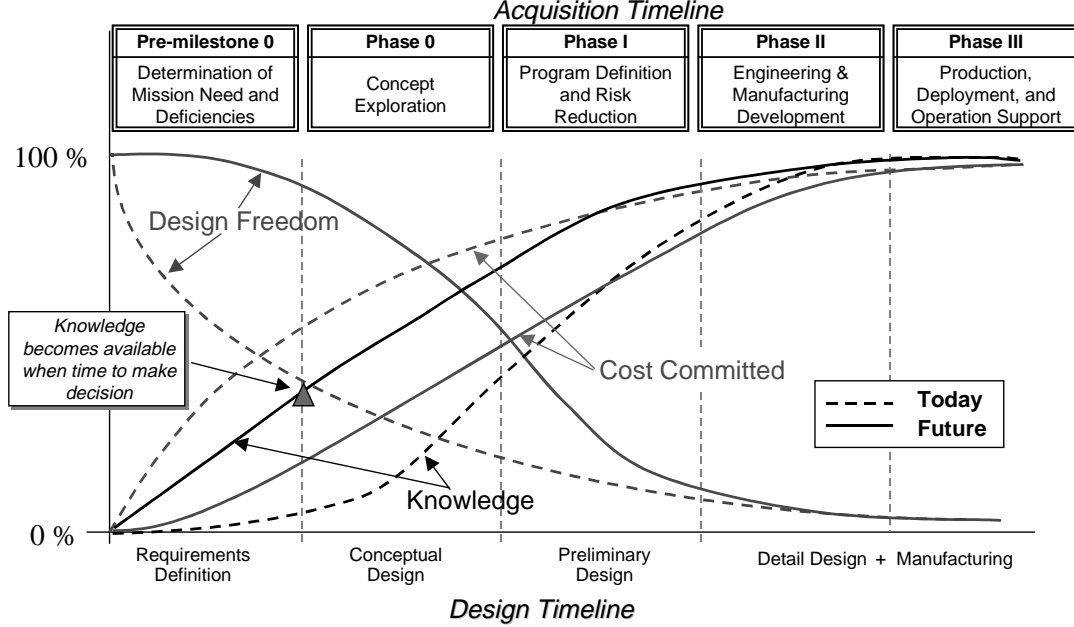 Acquisition Timeline
Pre-milestone 0
Determination of
Mission Need and
Deficiencies
Phase 0
Concept
Exploration
Phase I
Program Definition
and Risk
Reduction
Phase II
Engineering &
Manufacturing
Development
Phase III
Production,
Deployment, and
Operation Support
100 %
Design Freedom
Knowledge
becomes available
when time to make
decision
Cost Committed
Today
Future
Knowledge
0 %
Requirements
Definition
Conceptual
Design
Preliminary
Design
Detail Design + Manufacturing
Design Timeline